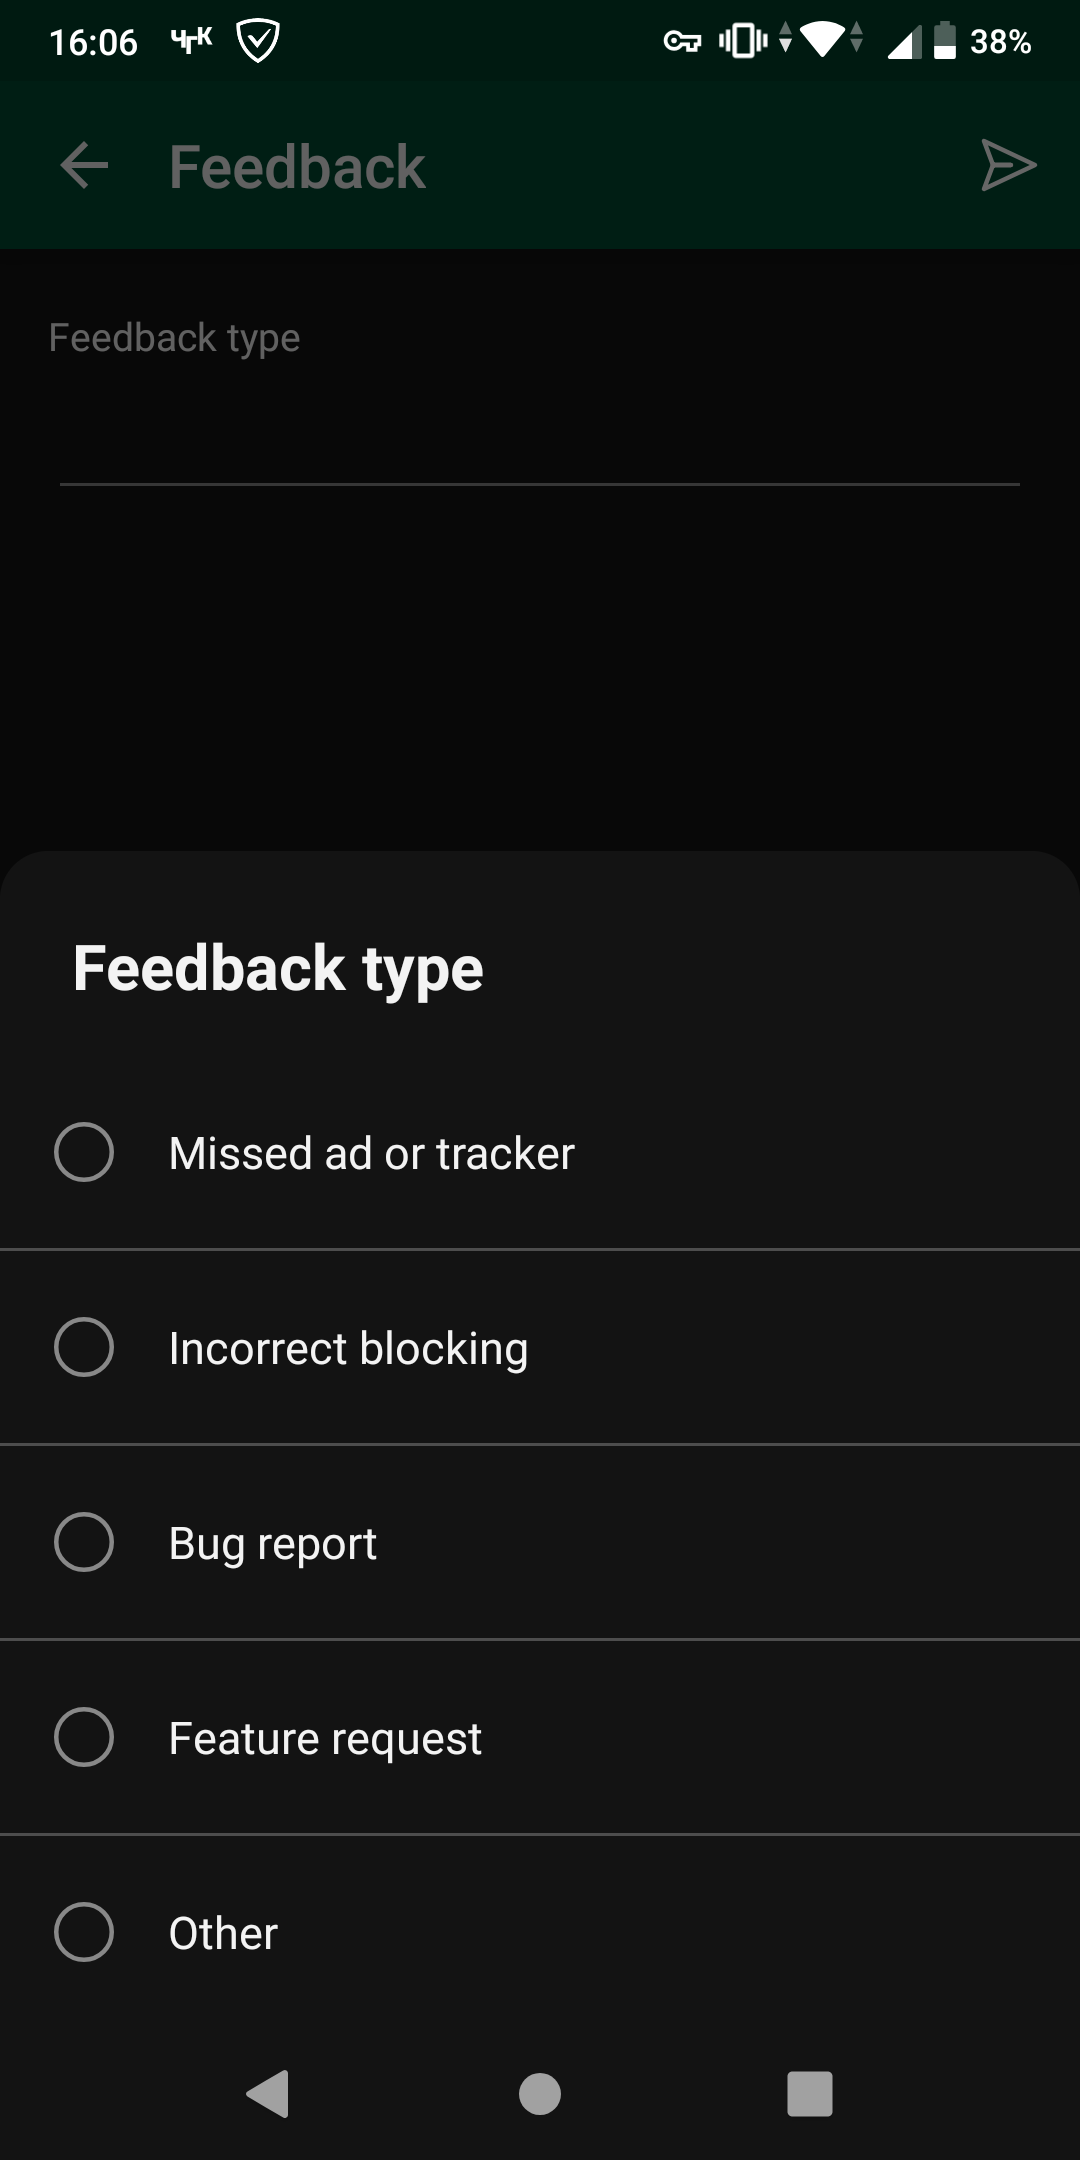 16:06 ЧГК 38%
Feedback
Feedback type
Feedback type
Missed ad or tracker
Incorrect blocking
Bug report
Feature request
Other